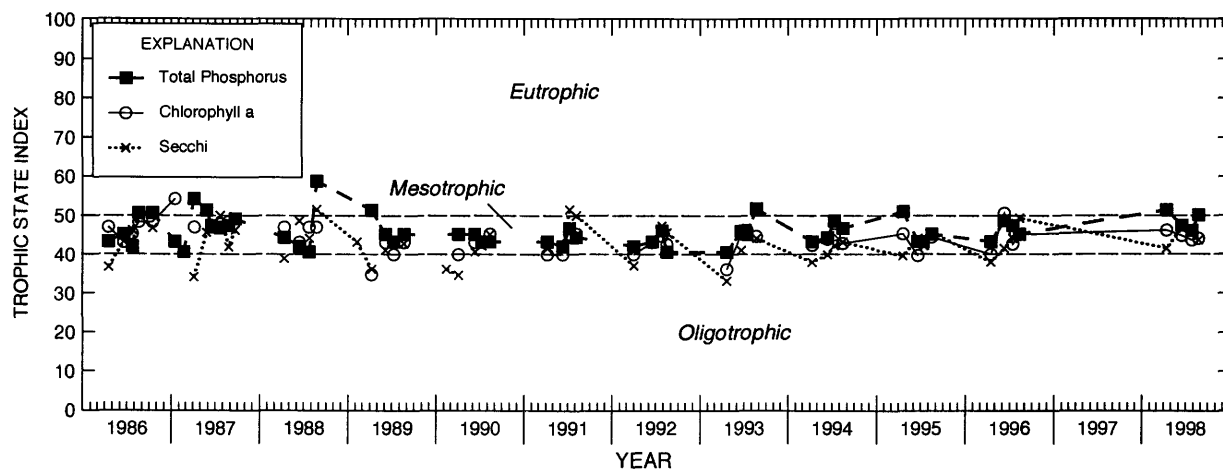 TROPHIC STATE INDEX
100
90
80
70
60
50
40
30
20
10
0
EXPLANATION
Total Phosphorus
Chlorophyll a
Secchi
Eutrophic
Mesotrophic
Oligotrophic
1986 1987 1988 1989 1990 1991 1992 1993 1994 1995 1996 1997 1998
YEAR